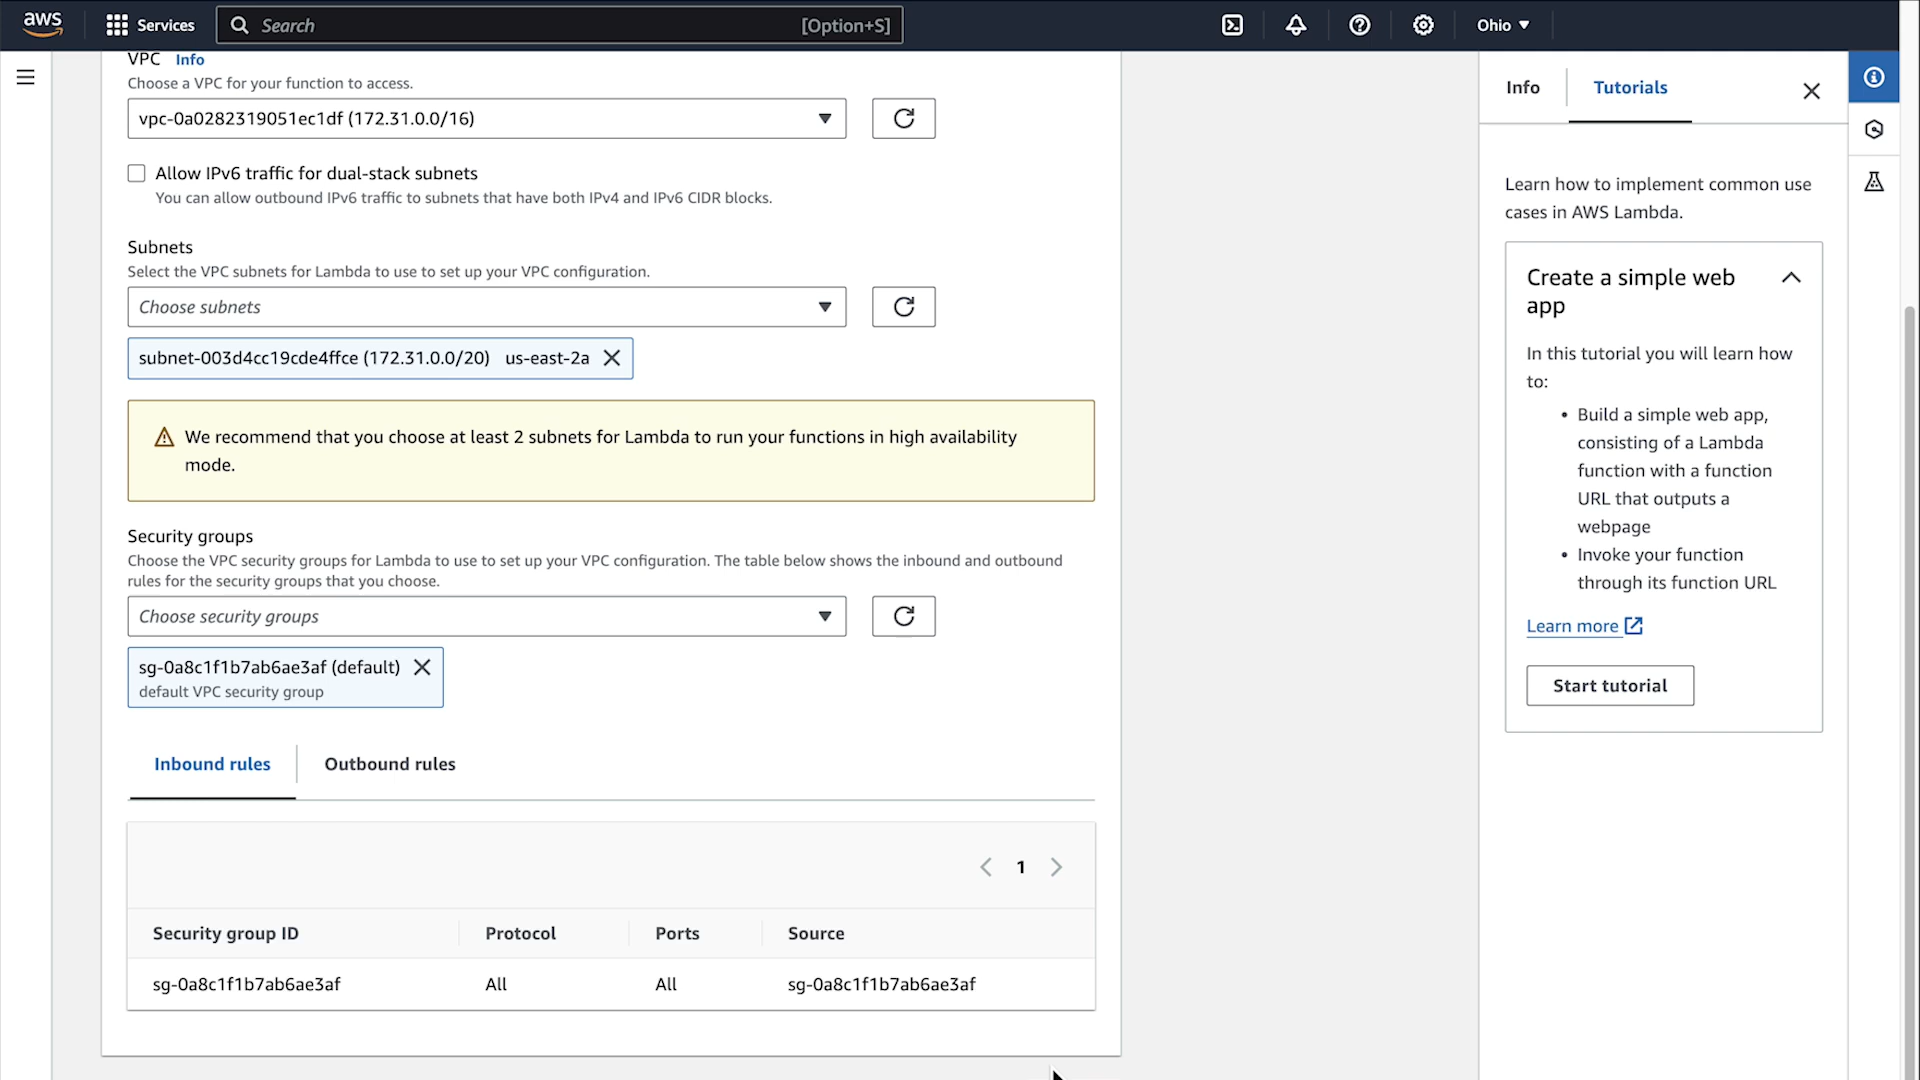 aws
Services
Search
[Option+S]
Ohio
VPC Info
Choose a VPC for your function to access.
vpc-0a0282319051ec1df (172.31.0.0/16)
Allow IPv6 traffic for dual-stack subnets
You can allow outbound IPv6 traffic to subnets that have both IPv4 and IPv6 CIDR blocks.
Subnets
Select the VPC subnets for Lambda to use to set up your VPC configuration.
Choose subnets
subnet-003d4cc19cde4ffce (172.31.0.0/20) us-east-2a
We recommend that you choose at least 2 subnets for Lambda to run your functions in high availability
mode.
Security groups
Choose the VPC security groups for Lambda to use to set up your VPC configuration. The table below shows the inbound and outbound
rules for the security groups that you choose.
Choose security groups
sg-0a8c1f1b7ab6ae3af (default)
default VPC security group
Inbound rules
Outbound rules
1
Security group ID Protocol Ports Source
sg-0a8c1f1b7ab6ae3af All All sg-0a8c1f1b7ab6ae3af
Info
Tutorials
Learn how to implement common use
cases in AWS Lambda.
Create a simple web
app
In this tutorial you will learn how
to:
• Build a simple web app,
consisting of a Lambda
function with a function
URL that outputs a
webpage
• Invoke your function
through its function URL
Learn more
Start tutorial